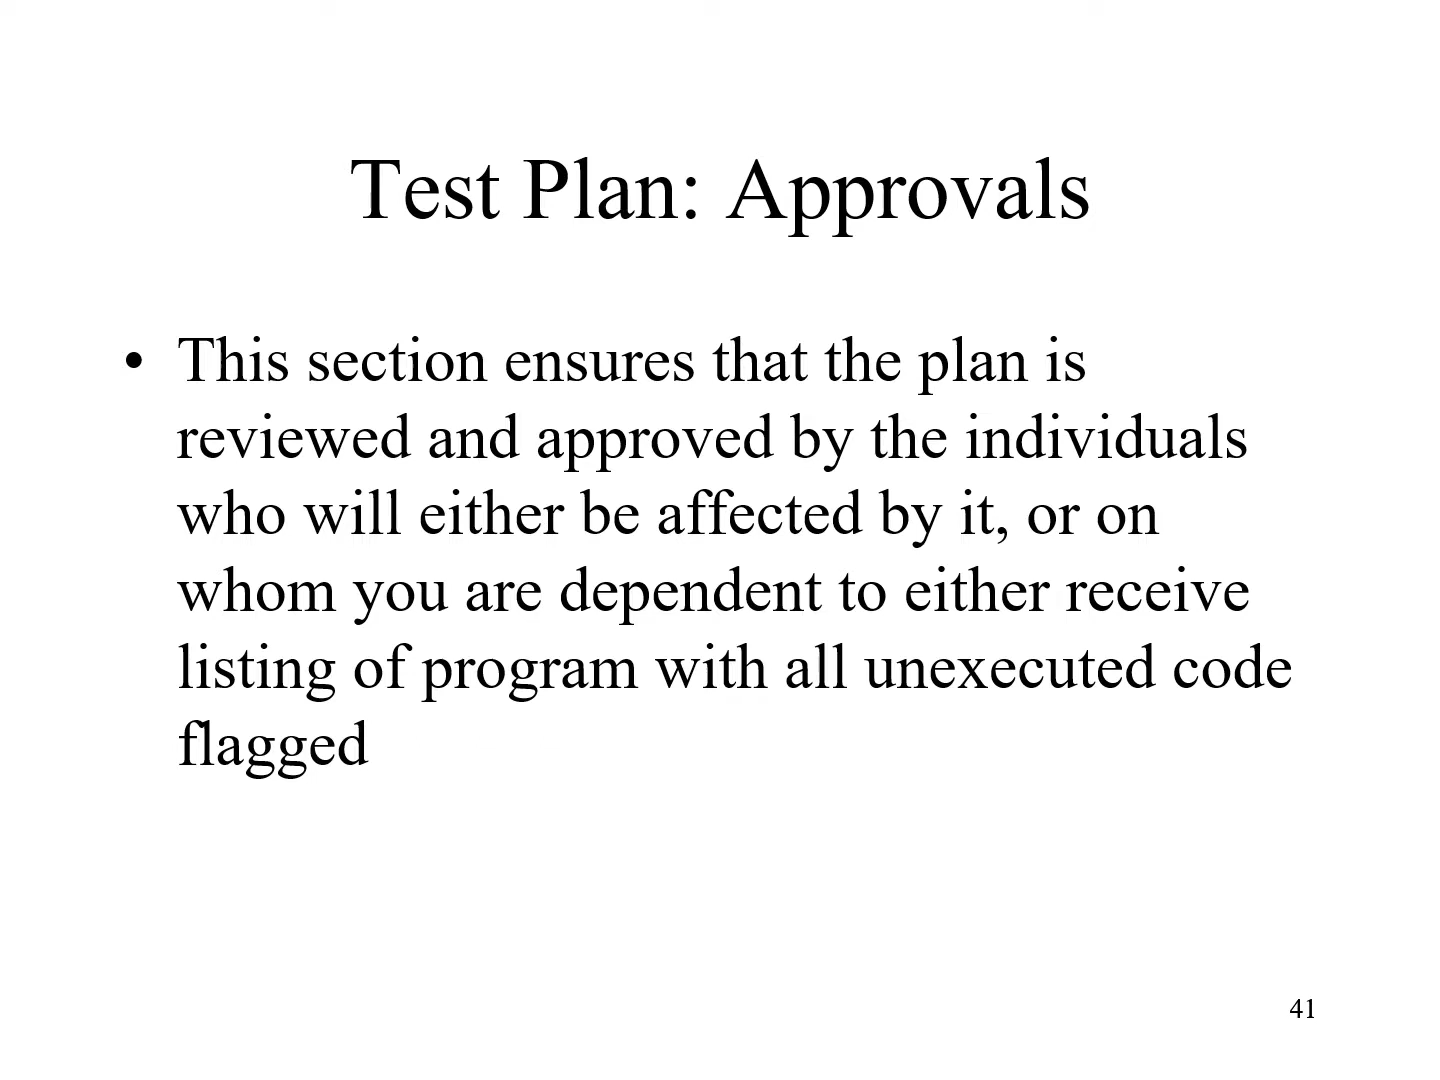 Test Plan: Approvals
• This section ensures that the plan is
reviewed and approved by the individuals
who will either be affected by it, or on
whom you are dependent to either receive
listing of program with all unexecuted code
flagged
41